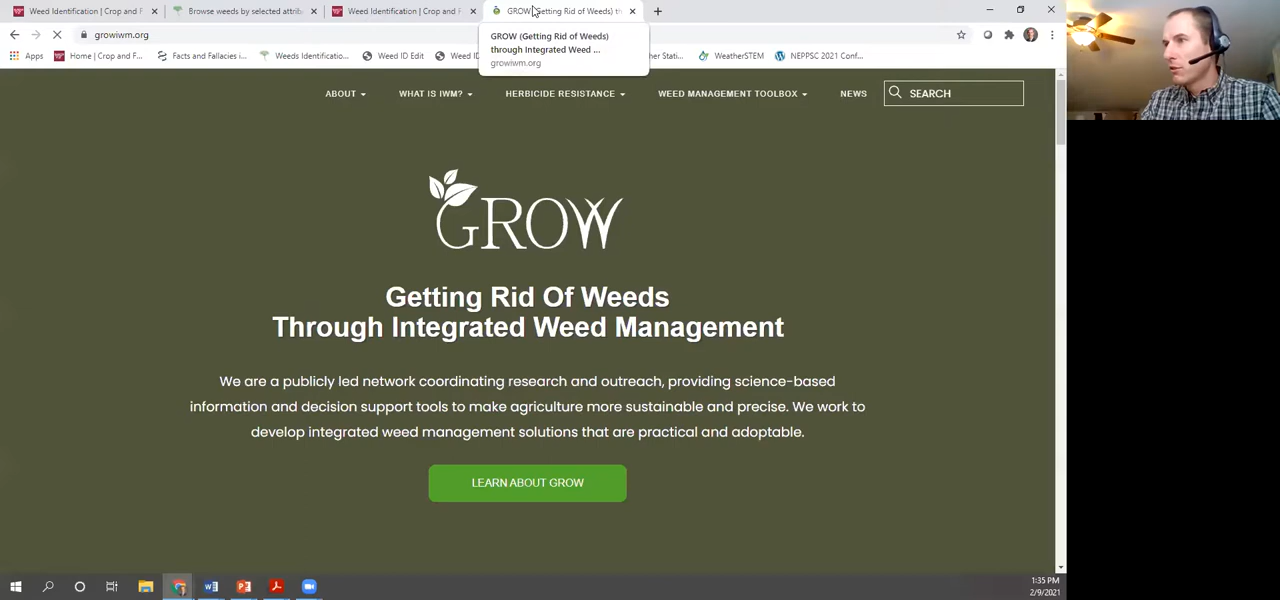 Weed Identification | Crop and F
Browse weeds by selected attrib
Weed Identification | Crop and F
GROW (Getting Rid of Weeds) th
growiwm.org
GROW (Getting Rid of Weeds)
through Integrated Weed ...
growiwm.org
Apps
Home | Crop and F...
Facts and Fallacies i...
Weeds Identificatio...
Weed ID Edit
Weed ID
her Stati...
WeatherSTEM
NEPPSC 2021 Conf...
ABOUT
WHAT IS IWM?
HERBICIDE RESISTANCE
WEED MANAGEMENT TOOLBOX
NEWS
SEARCH
GROW
Getting Rid Of Weeds
Through Integrated Weed Management
We are a publicly led network coordinating research and outreach, providing science-based
information and decision support tools to make agriculture more sustainable and precise. We work to
develop integrated weed management solutions that are practical and adoptable.
LEARN ABOUT GROW
1:35 PM
2/9/2021